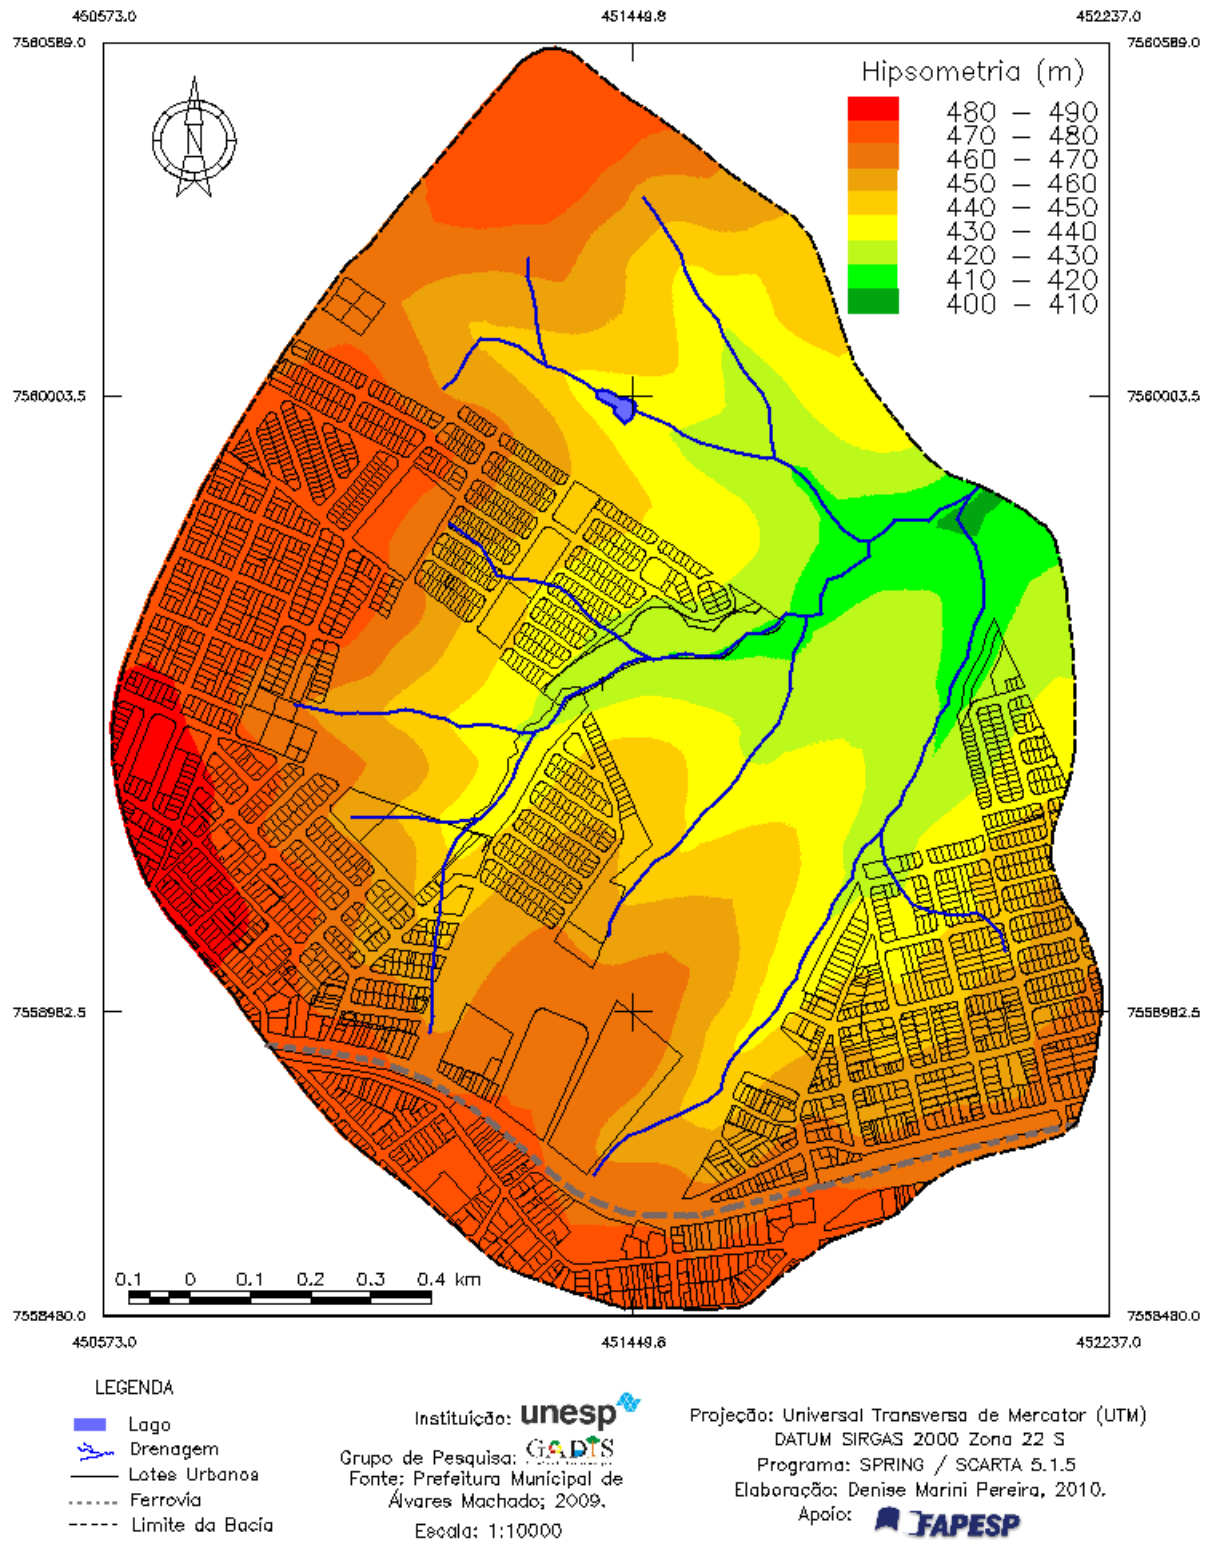 450573.0 451449.8 452237.0
7560589.0 7560589.0
N
Hipsometria (m)
480 – 490
470 – 480
460 – 470
450 – 460
440 – 450
430 – 440
420 – 430
410 – 420
400 – 410
7560003.5 7560003.5
7558982.5 7558982.5
0.1 0 0.1 0.2 0.3 0.4 km
7558480.0 7558480.0
450573.0 451449.8 452237.0
LEGENDA
Lago
Drenagem
Lotes Urbanos
Ferrovia
Limite da Bacia
Instituição: unesp
Grupo de Pesquisa: GADIS
Fonte: Prefeitura Municipal de
Álvares Machado; 2009.
Escala: 1:10000
Projeção: Universal Transversa de Mercator (UTM)
DATUM SIRGAS 2000 Zona 22 S
Programa: SPRING / SCARTA 5.1.5
Elaboração: Denise Marini Pereira, 2010.
Apoio: FAPESP